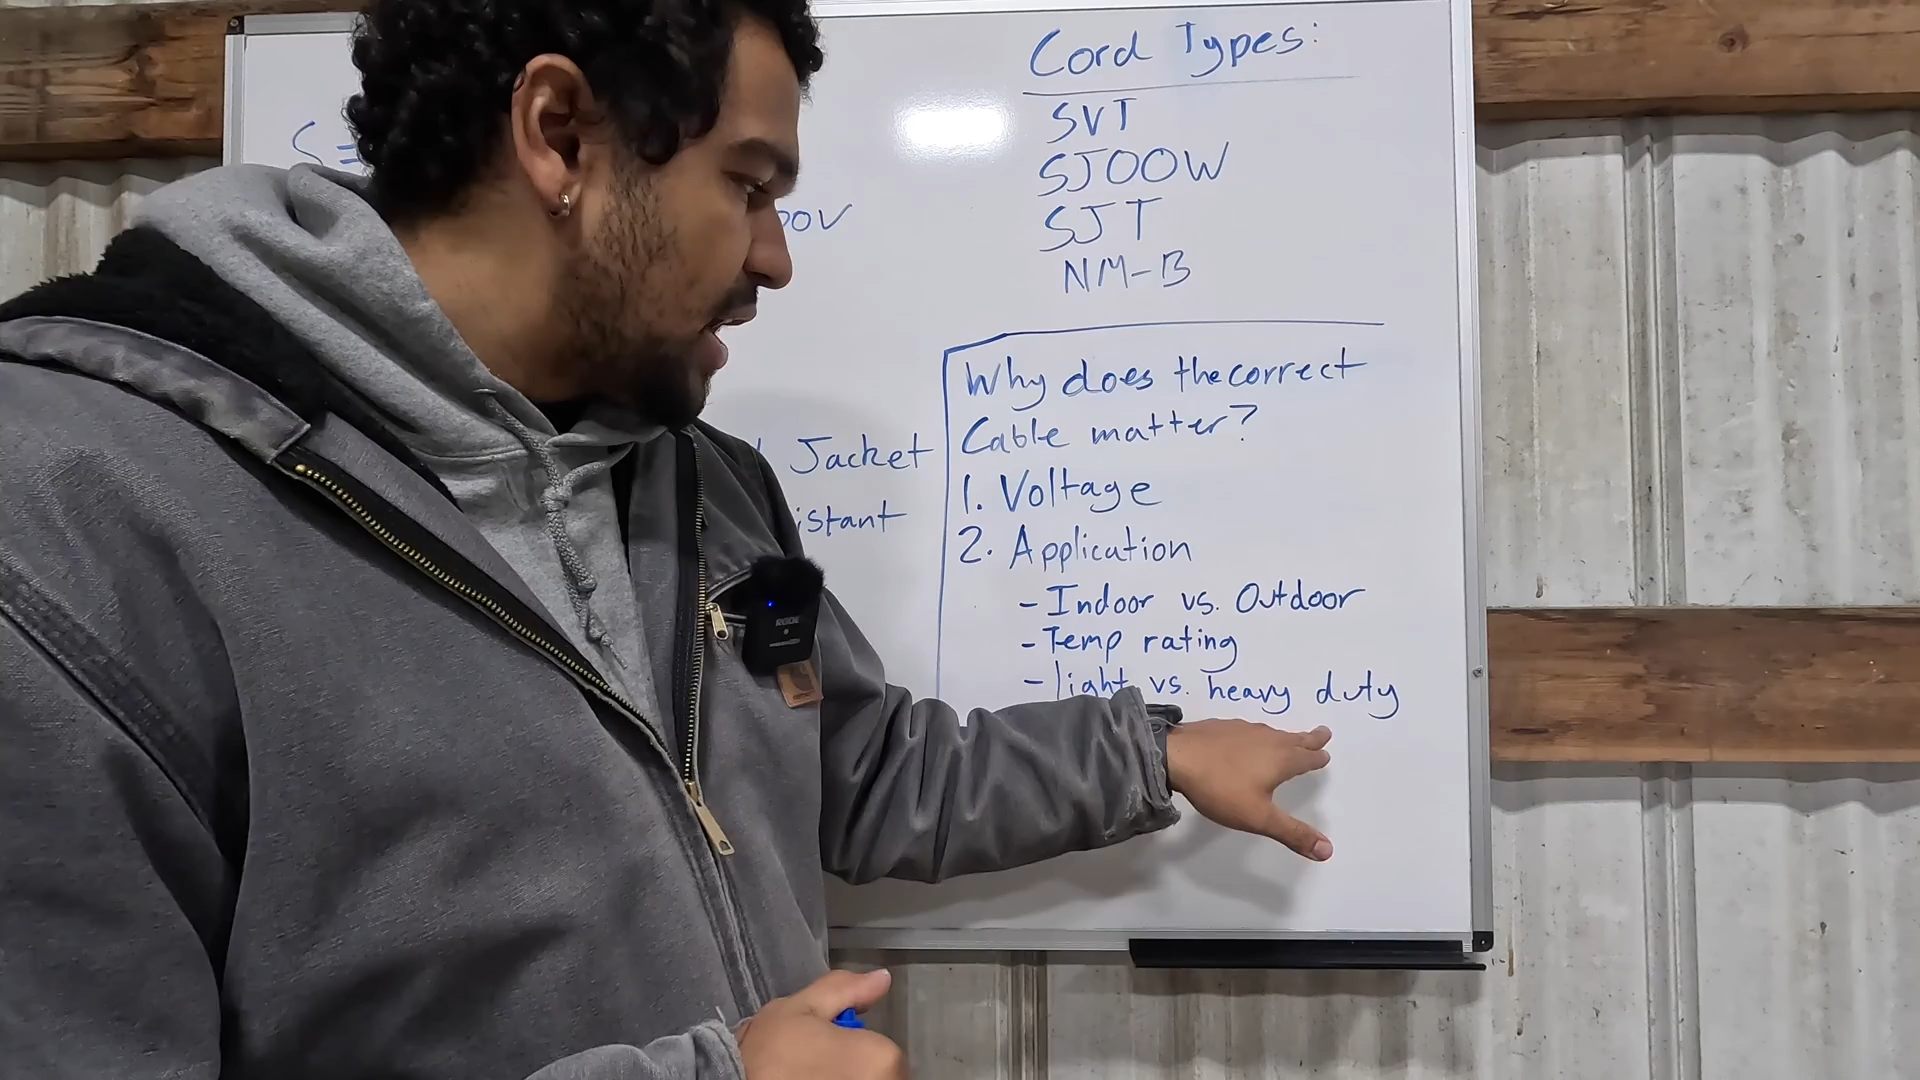 Cord Types:
SVT
SJOOW
SJT
NM-B
Jacket
Why does the correct
Cable matter?
1. Voltage
2. Application
- Indoor vs. Outdoor
- Temp rating
- light vs. heavy duty